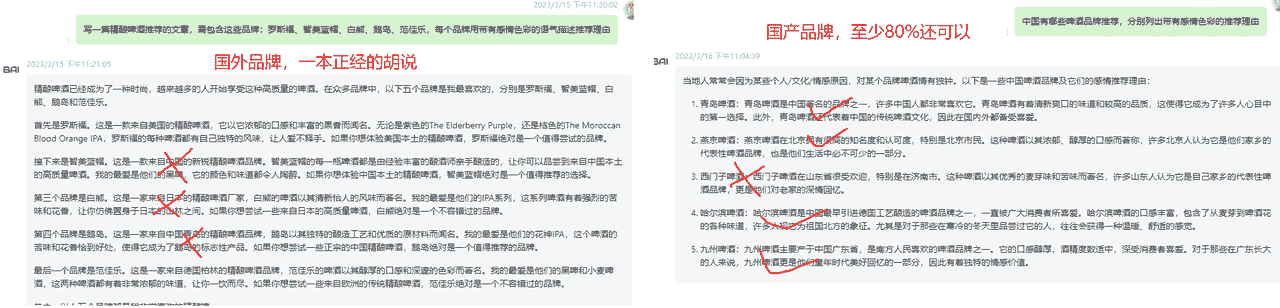 2023/3/15 下午11:20:02
写一篇精酿啤酒推荐的文章，需包含这些品牌：罗斯福、智美蓝帽、白熊、鹅岛、范佳乐，每个品牌用带有感情色彩的语气描述推荐理由
国外品牌，一本正经的胡说
BAI
2023/3/15 下午11:21:05
精酿啤酒已经成为了一种时尚，越来越多的人开始享受这种高质量的啤酒。在众多品牌中，以下五个品牌是我最喜欢的，分别是罗斯福、智美蓝帽、白
熊、鹅岛和范佳乐。
首先是罗斯福。这是一款来自美国的精酿啤酒，它以它浓郁的口感和丰富的果香而闻名。无论是紫色的The Elderberry Purple，还是橘色的The Moroccan
Blood Orange IPA，罗斯福的每种啤酒都有自己独特的风味，让人爱不释手。如果你想体验美国本土的精酿啤酒，罗斯福绝对是一个值得尝试的品牌。
接下来是智美蓝帽。这是一款来自中国的新锐精酿啤酒品牌。智美蓝帽的每一瓶啤酒都是由经验丰富的酿酒师亲手酿造的，让你可以品尝到来自中国本土
的高质量啤酒。我的最爱是他们的黑啤，它的颜色和味道都令人陶醉。如果你想体验中国本土的精酿啤酒，智美蓝帽绝对是一个值得推荐的选择。
第三个品牌是白熊。这是一家来自日本的精酿啤酒厂家，白熊的啤酒以其清新怡人的风味而著名。我的最爱是他们的IPA系列，这系列啤酒有着强烈的苦
味和花香，让你仿佛置身于日本的山林之间。如果你想尝试一些来自日本的高质量啤酒，白熊绝对是一个不容错过的品牌。
第四个品牌是鹅岛。这是一家来自中国青岛的精酿啤酒品牌，鹅岛以其独特的酿造工艺和优质的原材料而闻名。我的最爱是他们的花神IPA，这个啤酒的
苦味和花香恰到好处，使得它成为了鹅岛的标志性产品。如果你想尝试一些正宗的中国精酿啤酒，鹅岛是一个值得推荐的品牌。
最后一个品牌是范佳乐。这是一家来自德国柏林的精酿啤酒品牌，范佳乐的啤酒以其醇厚的口感和深邃的色彩而著名。我的最爱是他们的黑啤和小麦啤
酒，这两种啤酒都有着非常浓郁的味道，让你一饮而尽。如果你想尝试一些来自欧洲的传统精酿啤酒，范佳乐绝对是一个不容错过的品牌。
中国有哪些啤酒品牌推荐，分别列出带有感情色彩的推荐理由
国产品牌，至少80%还可以
BAI
2023/3/16 下午11:04:39
当地人常常会因为某些个人/文化/情感原因，对某个品牌啤酒情有独钟。以下是一些中国啤酒品牌及它们的感情推荐理由：
1. 青岛啤酒：青岛啤酒是中国著名的品牌之一，许多中国人都非常喜欢它。青岛啤酒有着清新爽口的味道和较高的品质，这使得它成为了许多人心目中
的第一选择。此外，青岛啤酒还代表着中国的传统啤酒文化，因此在国内外都备受喜爱。
2. 燕京啤酒：燕京啤酒在北京拥有很高的知名度和认可度，特别是北京市民。这种啤酒以其浓郁、醇厚的口感而著称，许多北京人认为它是他们家乡的
代表性啤酒品牌，也是他们生活中必不可少的一部分。
3. 西门子啤酒：西门子啤酒在山东省很受欢迎，特别是在济南市。这种啤酒以其优秀的麦芽味和苦味而著名，许多山东人认为它是自己家乡的代表性啤
酒品牌，更是他们对老家的深情回忆。
4. 哈尔滨啤酒：哈尔滨啤酒是中国最早引进德国工艺酿造的啤酒品牌之一，一直被广大消费者所喜爱。哈尔滨啤酒的口感丰富，包含了从麦芽到啤酒花
的各种味道，许多人视它为祖国北方的象征。尤其是对于那些在寒冷的冬天里品尝过它的人，往往会获得一种温暖、舒适的感觉。
5. 九州啤酒：九州啤酒主要产于中国广东省，是南方人民喜欢的啤酒品牌之一。它的口感醇厚，酒精度数适中，深受消费者喜爱。对于那些在广东长大
的人来说，九州啤酒更是他们童年时代美好回忆的一部分，因此有着独特的情感价值。